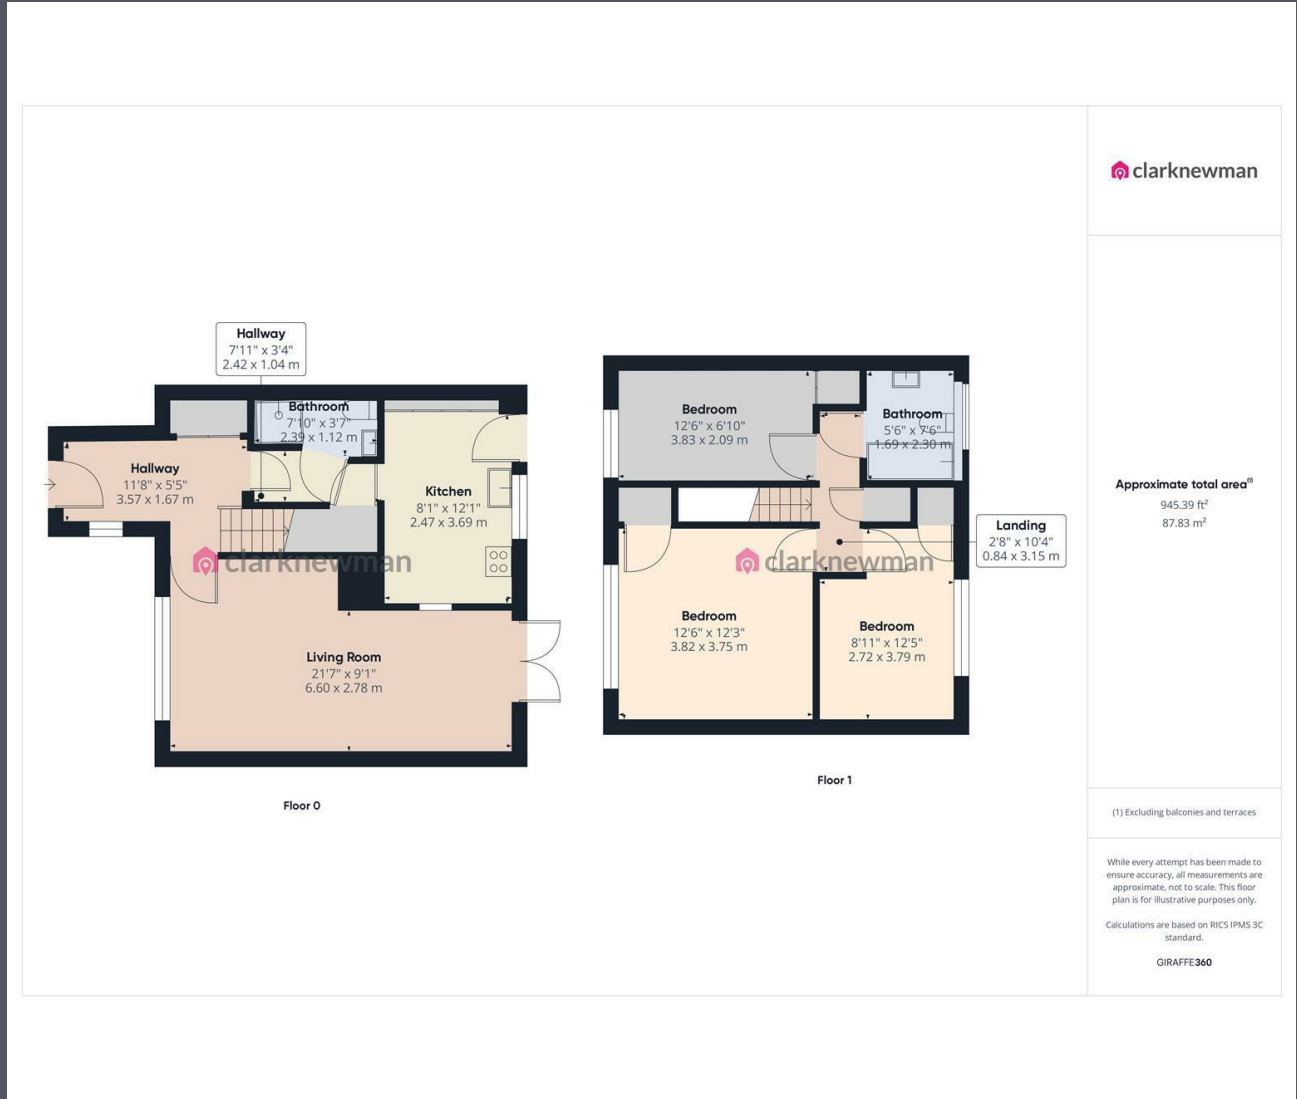 clarknewman
Hallway
7'11" x 3'4"
2.42 x 1.04 m
Bathroom
7'10" x 3'7"
2.39 x 1.12 m
Hallway
11'8" x 5'5"
3.57 x 1.67 m
Kitchen
8'1" x 12'1"
2.47 x 3.69 m
clarknewman
Living Room
21'7" x 9'1"
6.60 x 2.78 m
Floor 0
Bedroom
12'6" x 6'10"
3.83 x 2.09 m
Bathroom
5'6" x 7'6"
1.69 x 2.30 m
Landing
2'8" x 10'4"
0.84 x 3.15 m
clarknewman
Bedroom
12'6" x 12'3"
3.82 x 3.75 m
Bedroom
8'11" x 12'5"
2.72 x 3.79 m
Floor 1
Approximate total area(1)
945.39 ft²
87.83 m²
(1) Excluding balconies and terraces
While every attempt has been made to
ensure accuracy, all measurements are
approximate, not to scale. This floor
plan is for illustrative purposes only.
Calculations are based on RICS IPMS 3C
standard.
GIRAFFE360